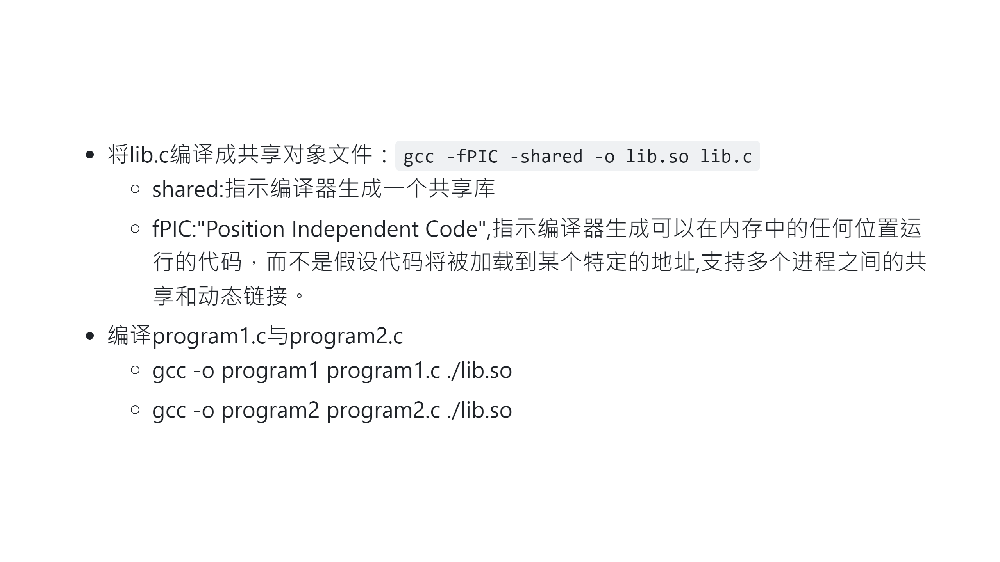 将lib.c编译成共享对象文件：gcc -fPIC -shared -o lib.so lib.c
shared:指示编译器生成一个共享库
fPIC:"Position Independent Code",指示编译器生成可以在内存中的任何位置运
行的代码，而不是假设代码将被加载到某个特定的地址,支持多个进程之间的共
享和动态链接。
编译program1.c与program2.c
gcc -o program1 program1.c ./lib.so
gcc -o program2 program2.c ./lib.so